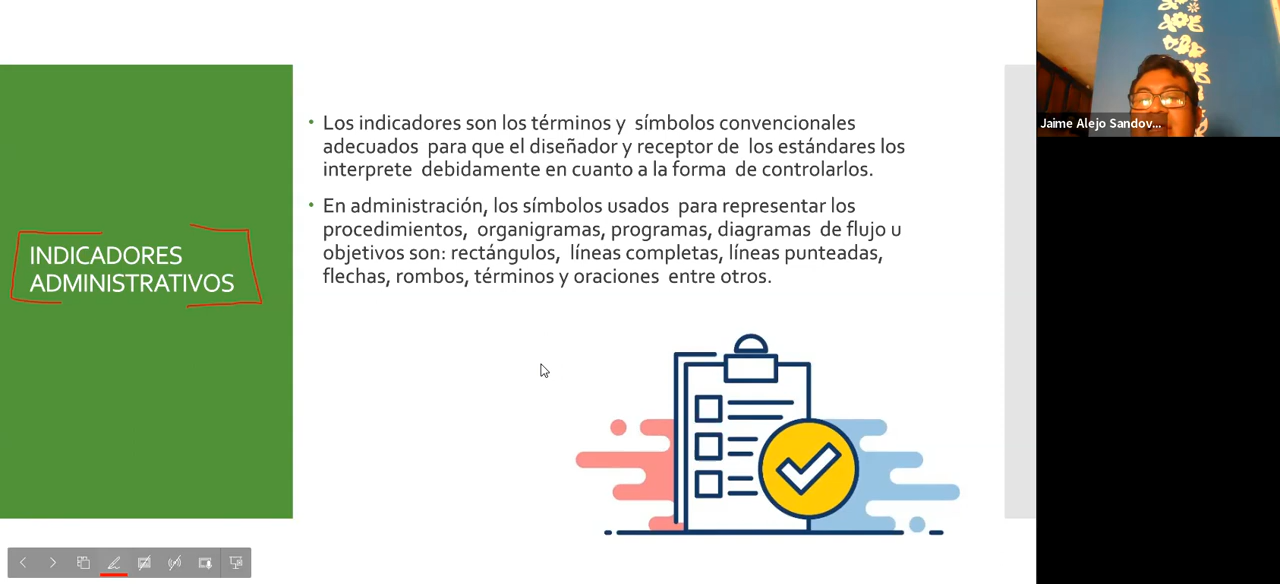 INDICADORES
ADMINISTRATIVOS
• Los indicadores son los términos y símbolos convencionales
adecuados para que el diseñador y receptor de los estándares los
interprete debidamente en cuanto a la forma de controlarlos.
• En administración, los símbolos usados para representar los
procedimientos, organigramas, programas, diagramas de flujo u
objetivos son: rectángulos, líneas completas, líneas punteadas,
flechas, rombos, términos y oraciones entre otros.
Jaime Alejo Sandov...